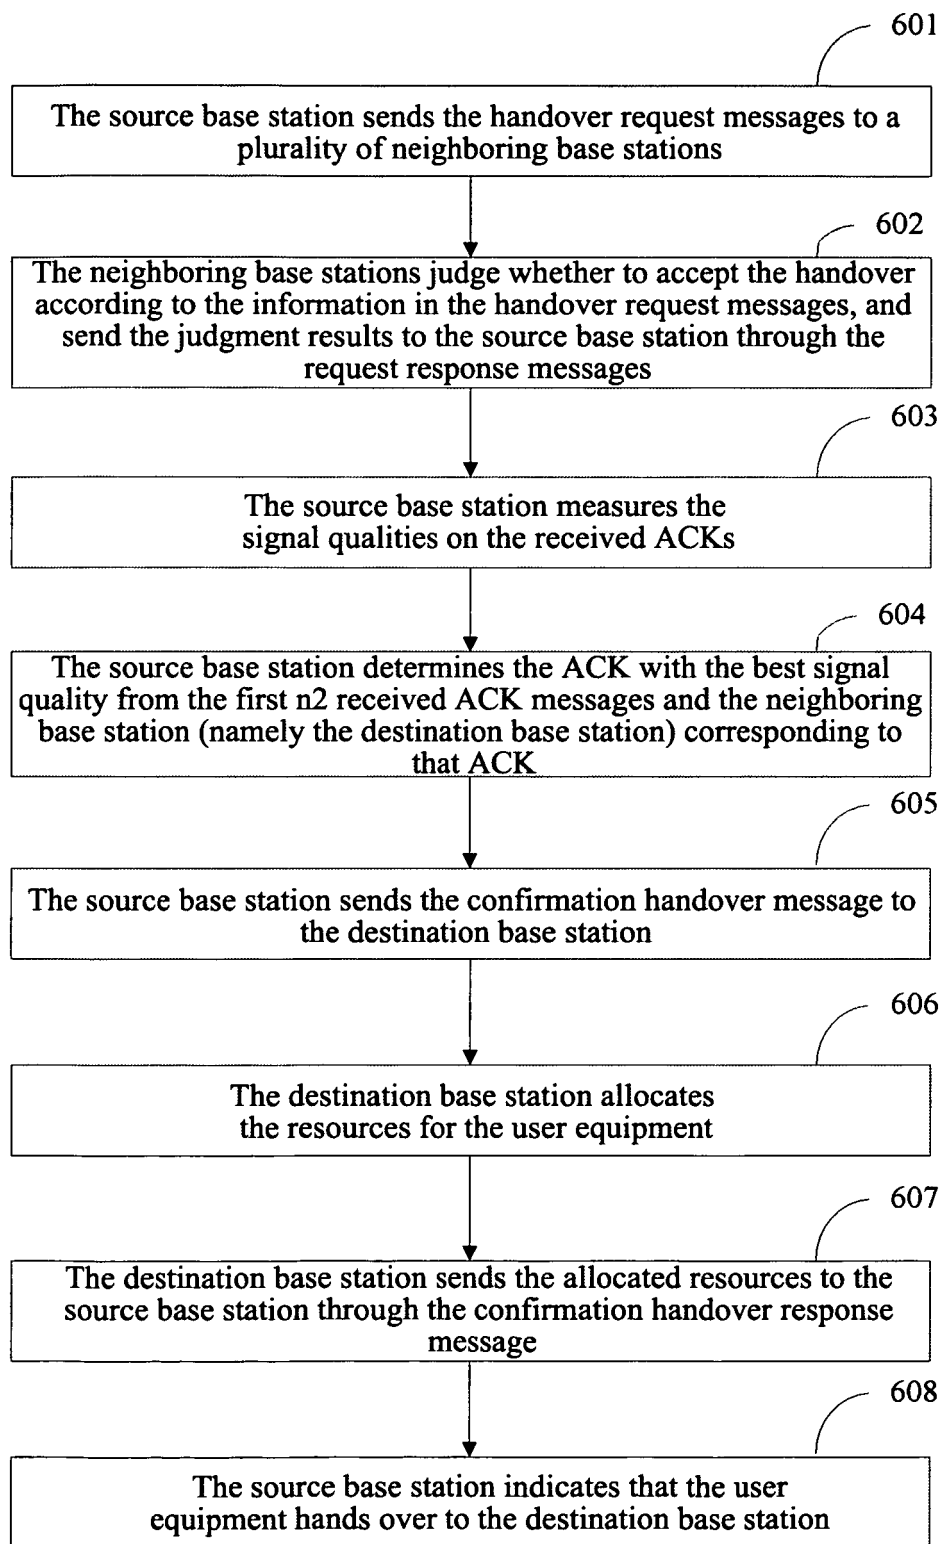 601
The source base station sends the handover request messages to a
plurality of neighboring base stations
602
The neighboring base stations judge whether to accept the handover
according to the information in the handover request messages, and
send the judgment results to the source base station through the
request response messages
603
The source base station measures the
signal qualities on the received ACKs
604
The source base station determines the ACK with the best signal
quality from the first n2 received ACK messages and the neighboring
base station (namely the destination base station) corresponding to
that ACK
605
The source base station sends the confirmation handover message to
the destination base station
606
The destination base station allocates
the resources for the user equipment
607
The destination base station sends the allocated resources to the
source base station through the confirmation handover response
message
608
The source base station indicates that the user
equipment hands over to the destination base station